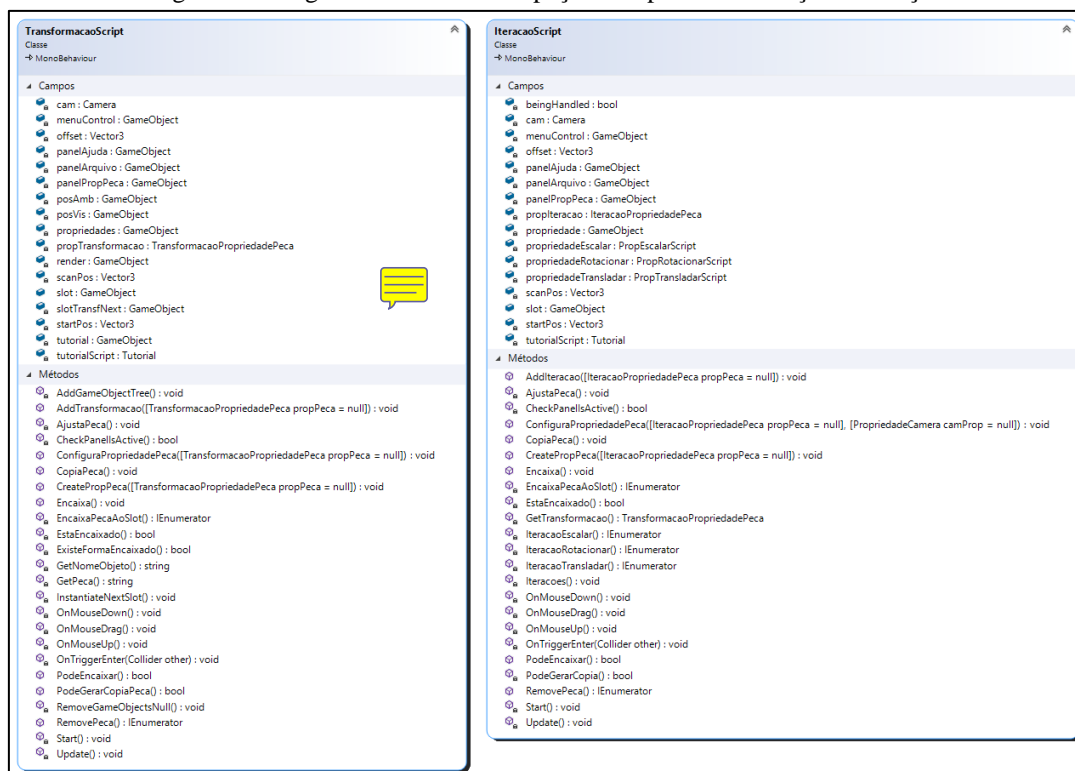 TransformacaoScript
Classe
MonoBehaviour
Campos
cam : Camera
menuControl : GameObject
offset : Vector3
panelAjuda : GameObject
panelArquivo : GameObject
panelPropPeca : GameObject
posAmb : GameObject
posVis : GameObject
propriedades : GameObject
propTransformacao : TransformacaoPropriedadePeca
render : GameObject
scanPos : Vector3
slot : GameObject
slotTransfNext : GameObject
startPos : Vector3
tutorial : GameObject
tutorialScript : Tutorial
Métodos
AddGameObjectTree() : void
AddTransformacao([TransformacaoPropriedadePeca propPeca = null]) : void
AjustaPeca() : void
CheckPanelIsActive() : bool
ConfiguraPropriedadePeca([TransformacaoPropriedadePeca propPeca = null]) : void
CopiaPeca() : void
CreatePropPeca([TransformacaoPropriedadePeca propPeca = null]) : void
Encaixa() : void
EncaixaPecaAoSlot() : IEnumerator
EstaEncaixado() : bool
ExisteFormaEncaixado() : bool
GetNomeObjeto() : string
GetPeca() : string
InstantiateNextSlot() : void
OnMouseDown() : void
OnMouseDrag() : void
OnMouseUp() : void
OnTriggerEnter(Collider other) : void
PodeEncaixar() : bool
PodeGerarCopiaPeca() : bool
RemoveGameObjectsNull() : void
RemovePeca() : IEnumerator
Start() : void
Update() : void
IteracaoScript
Classe
MonoBehaviour
Campos
beingHandled : bool
cam : Camera
menuControl : GameObject
offset : Vector3
panelAjuda : GameObject
panelArquivo : GameObject
panelPropPeca : GameObject
propIteracao : IteracaoPropriedadePeca
propriedade : GameObject
propriedadeEscalar : PropEscalarScript
propriedadeRotacionar : PropRotacionarScript
propriedadeTransladar : PropTransladarScript
scanPos : Vector3
slot : GameObject
startPos : Vector3
tutorialScript : Tutorial
Métodos
AddIteracao([IteracaoPropriedadePeca propPeca = null]) : void
AjustaPeca() : void
CheckPanelIsActive() : bool
ConfiguraPropriedadePeca([IteracaoPropriedadePeca propPeca = null], [PropriedadeCamera camProp = null]) : void
CopiaPeca() : void
CreatePropPeca([IteracaoPropriedadePeca propPeca = null]) : void
Encaixa() : void
EncaixaPecaAoSlot() : IEnumerator
EstaEncaixado() : bool
GetTransformacao() : TransformacaoPropriedadePeca
IteracaoEscalar() : IEnumerator
IteracaoRotacionar() : IEnumerator
IteracaoTransladar() : IEnumerator
Iteracoes() : void
OnMouseDown() : void
OnMouseDrag() : void
OnMouseUp() : void
OnTriggerEnter(Collider other) : void
PodeEncaixar() : bool
PodeGerarCopia() : bool
RemovePeca() : IEnumerator
Start() : void
Update() : void